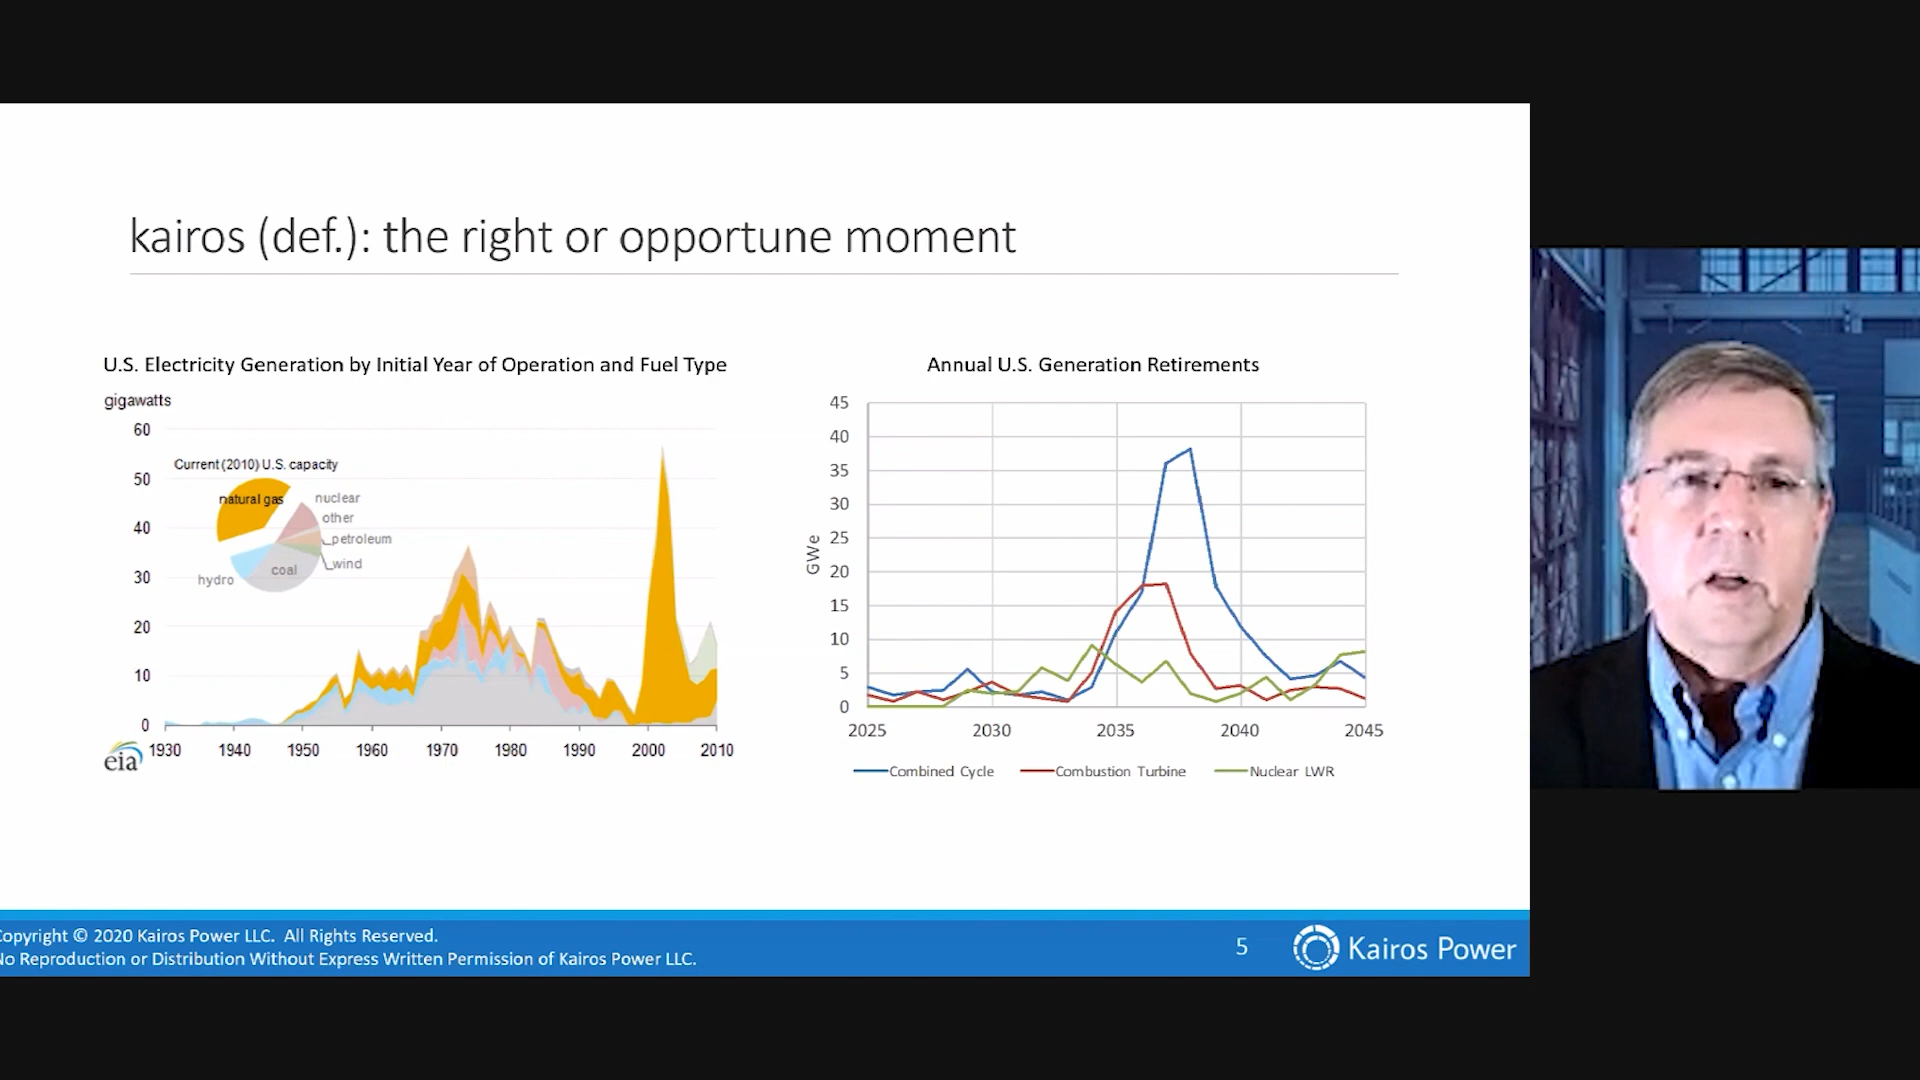 kairos (def.): the right or opportune moment
U.S. Electricity Generation by Initial Year of Operation and Fuel Type
gigawatts
60
50
40
30
20
10
0
Current (2010) U.S. capacity
natural gas
nuclear
other
petroleum
wind
coal
hydro
1930 1940 1950 1960 1970 1980 1990 2000 2010
eia
Annual U.S. Generation Retirements
GWe
45
40
35
30
25
20
15
10
5
0
2025 2030 2035 2040 2045
Combined Cycle Combustion Turbine Nuclear LWR
opyright © 2020 Kairos Power LLC. All Rights Reserved.
No Reproduction or Distribution Without Express Written Permission of Kairos Power LLC.
5
Kairos Power